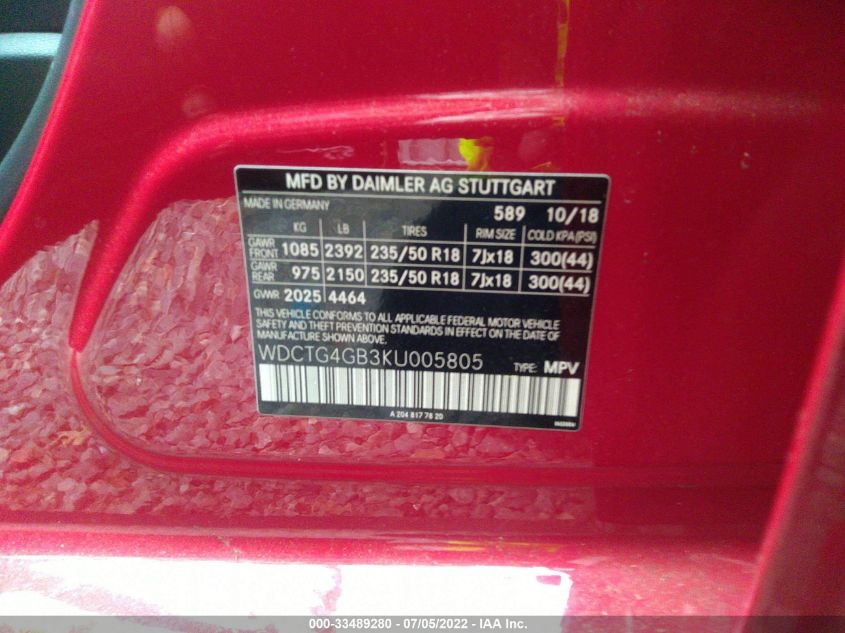 MFD BY DAIMLER AG STUTTGART
MADE IN GERMANY 589 10/18
KG LB TIRES RIM SIZE COLD KPA(PSI)
GAWR FRONT 1085 2392 235/50 R18 7Jx18 300(44)
GAWR REAR 975 2150 235/50 R18 7Jx18 300(44)
GVWR 2025 4464
THIS VEHICLE CONFORMS TO ALL APPLICABLE FEDERAL MOTOR VEHICLE
SAFETY AND THEFT PREVENTION STANDARDS IN EFFECT ON THE DATE OF
MANUFACTURE SHOWN ABOVE.
WDCTG4GB3KU005805 TYPE: MPV
A 204 817 78 20
000-33489280 - 07/05/2022 - IAA Inc.